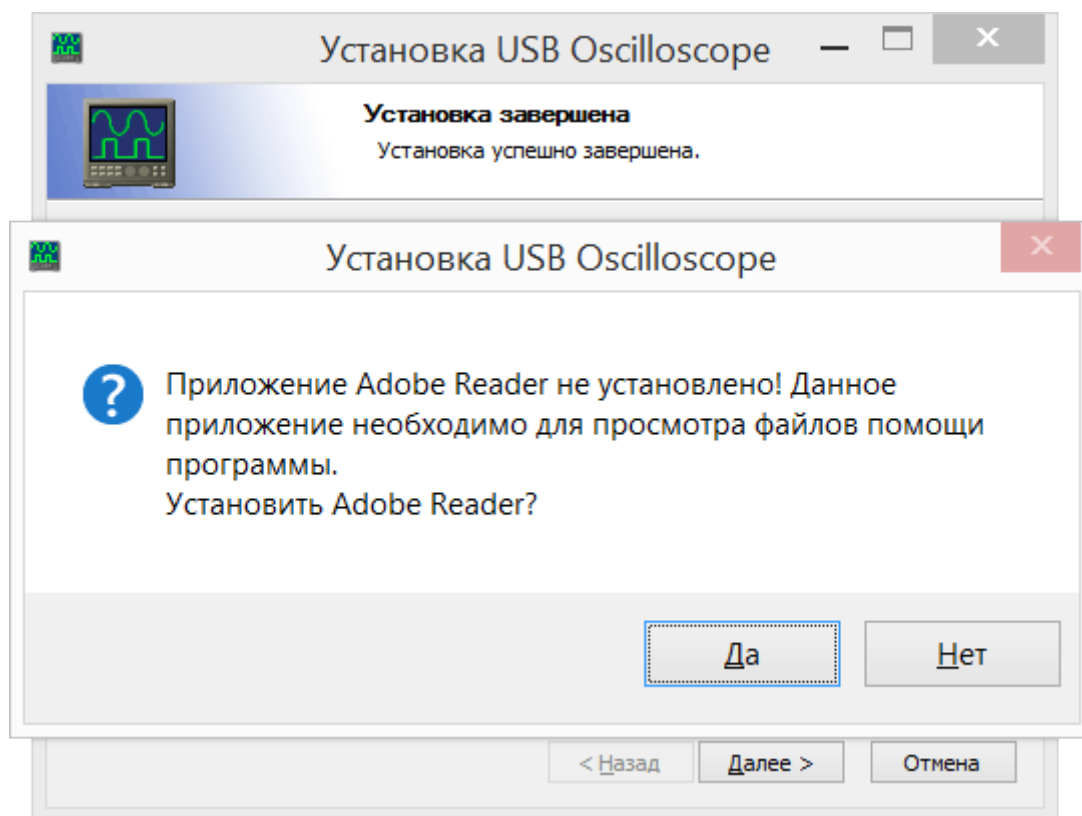 Установка USB Oscilloscope
Установка завершена
Установка успешно завершена.
Установка USB Oscilloscope
Приложение Adobe Reader не установлено! Данное
приложение необходимо для просмотра файлов помощи
программы.
Установить Adobe Reader?
Да
Нет
< Назад
Далее >
Отмена